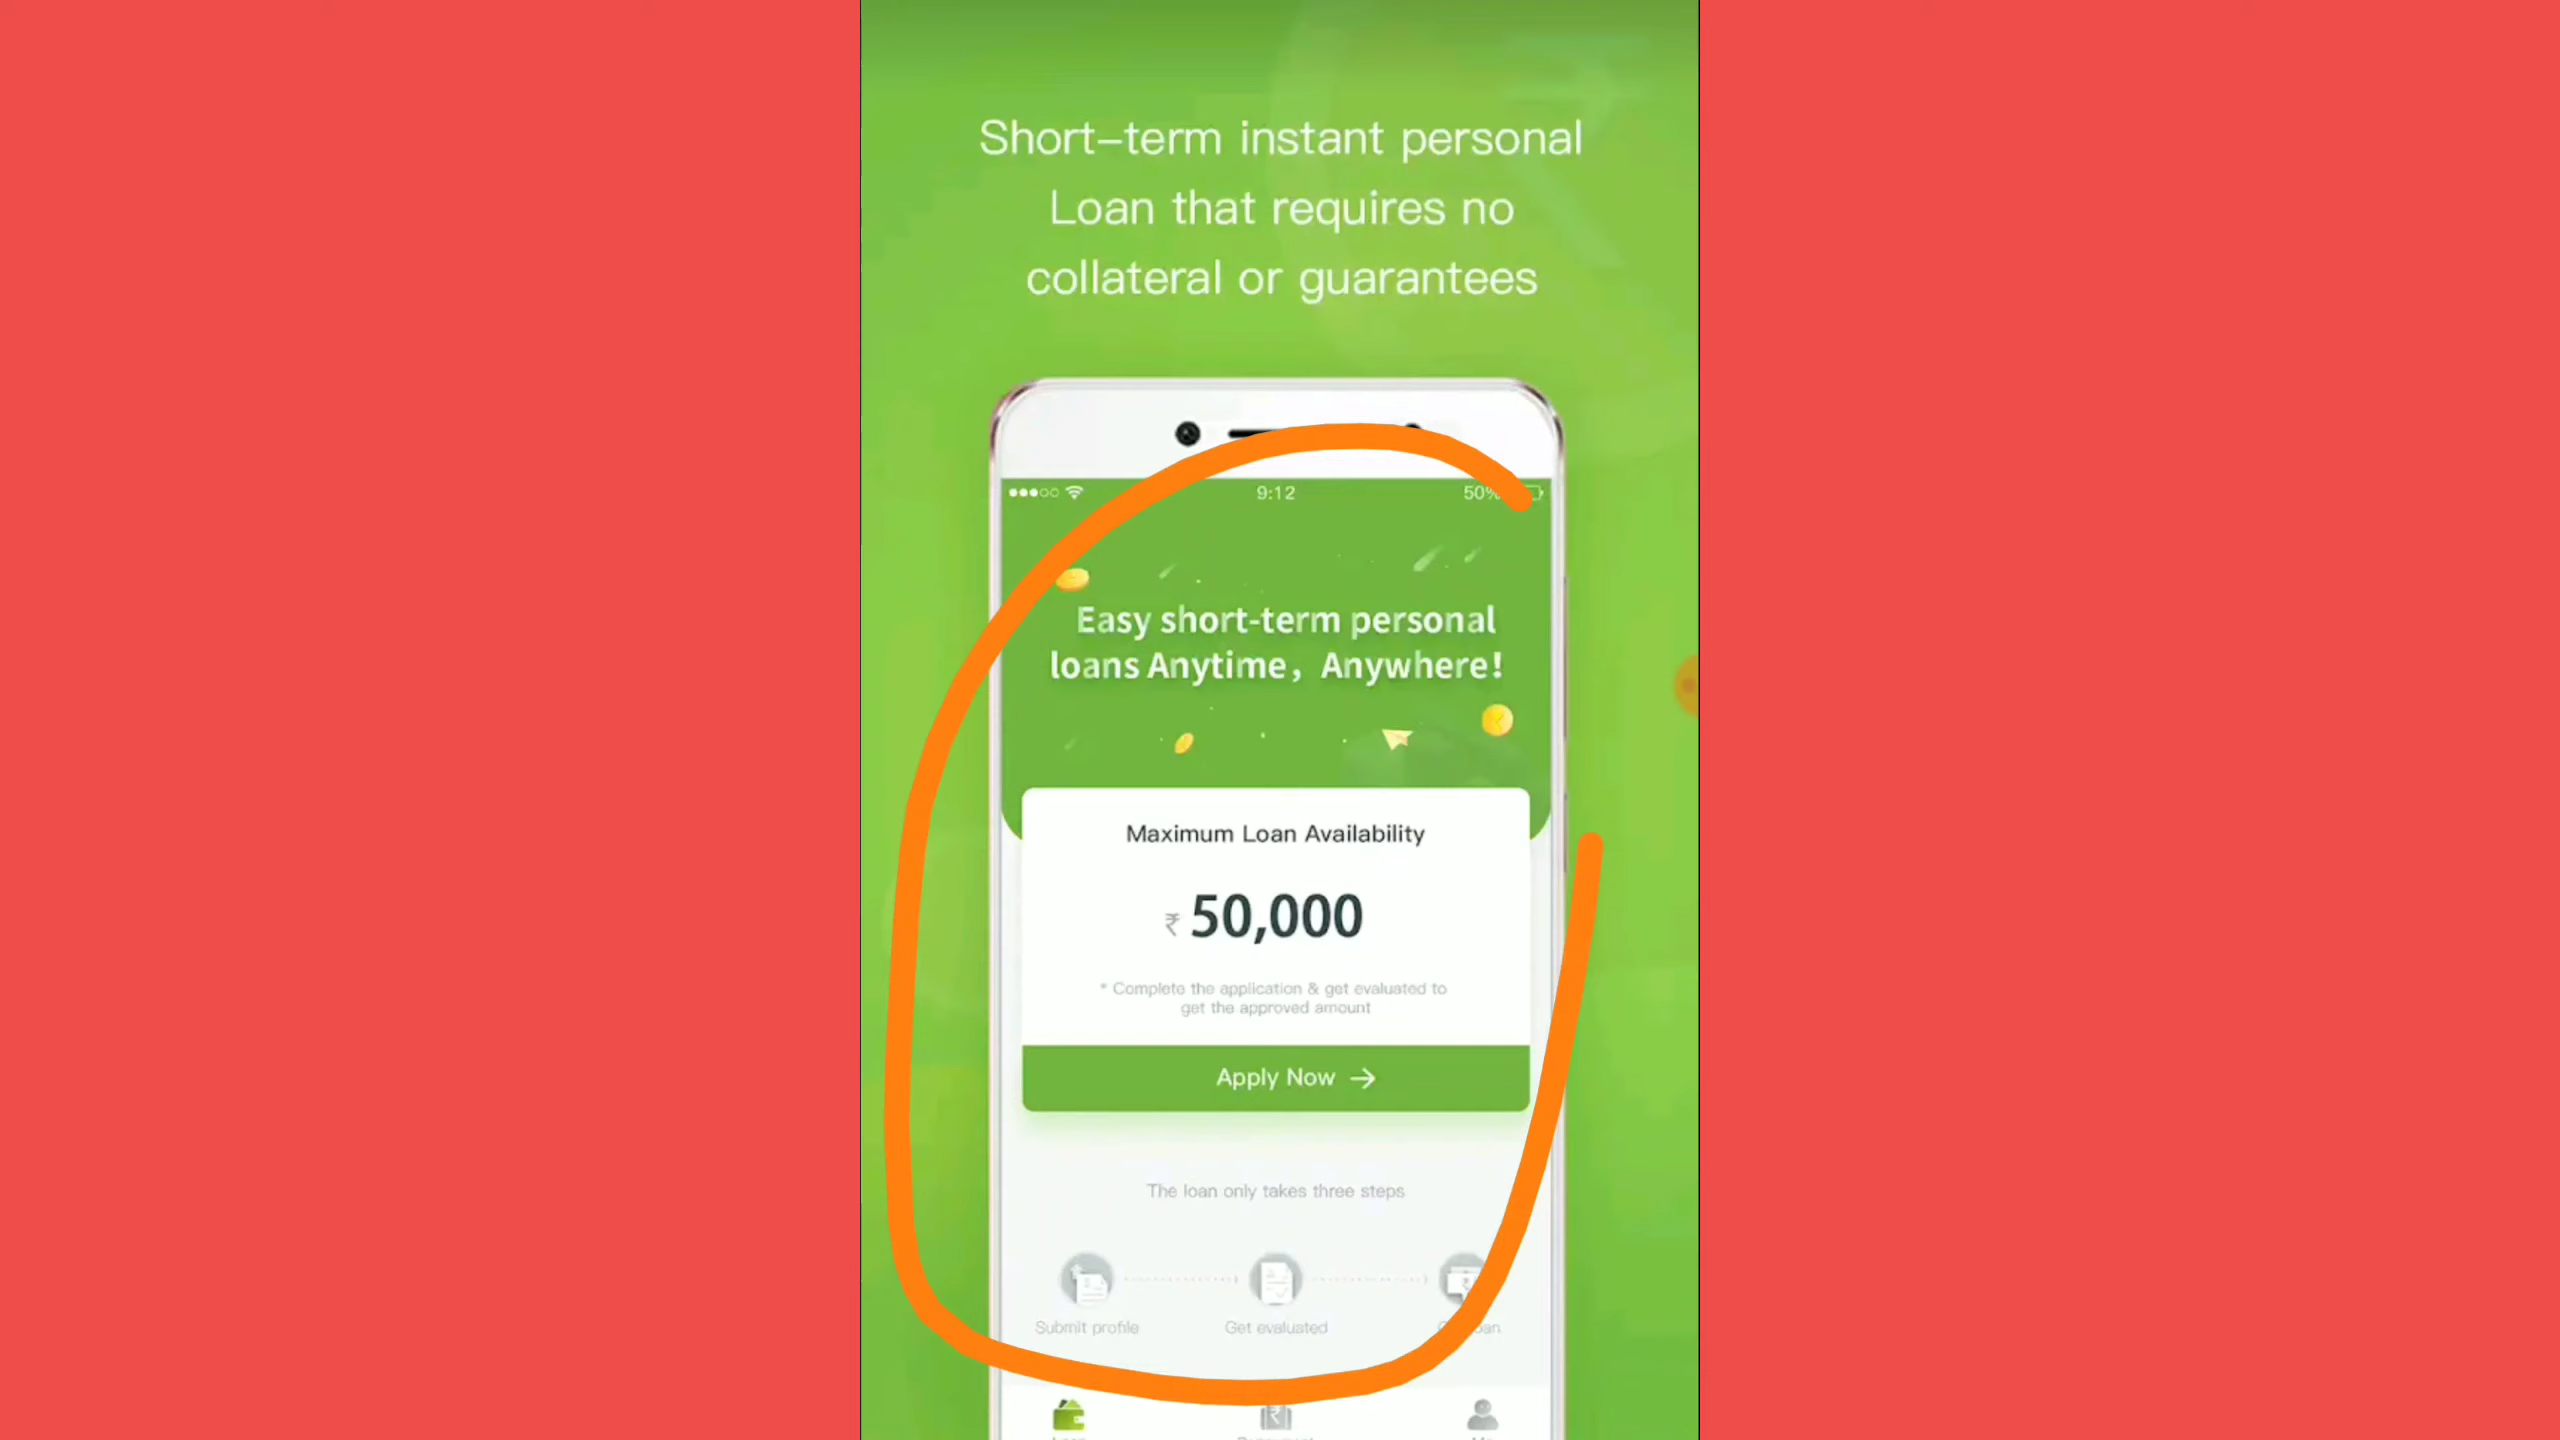 Short-term instant personal
Loan that requires no
collateral or guarantees
9:12
50%
Easy short-term personal
loans Anytime, Anywhere!
Maximum Loan Availability
₹ 50,000
* Complete the application & get evaluated to
get the approved amount
Apply Now →
The loan only takes three steps
Submit profile
Get evaluated